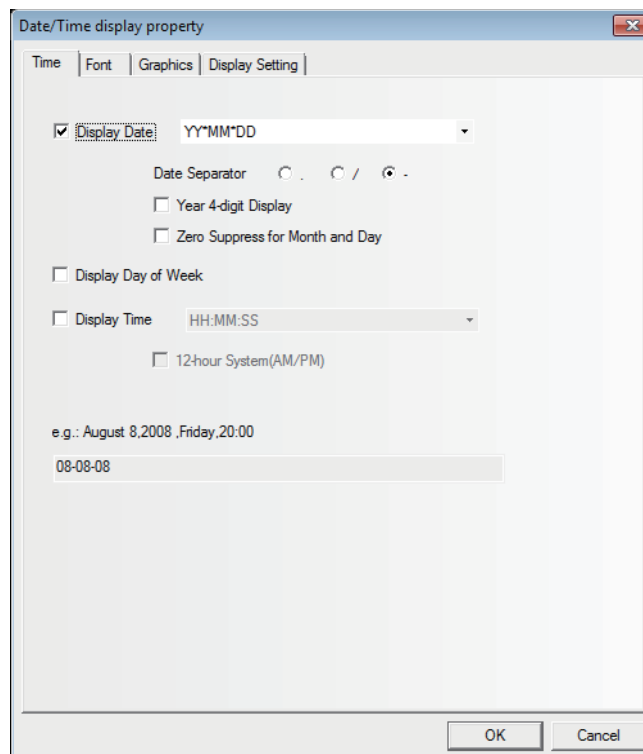 Date/Time display property
Time Font Graphics Display Setting
Display Date YY*MM*DD
Date Separator . / -
Year 4-digit Display
Zero Suppress for Month and Day
Display Day of Week
Display Time HH:MM:SS
12-hour System(AM/PM)
e.g.: August 8,2008 ,Friday,20:00
08-08-08
OK Cancel